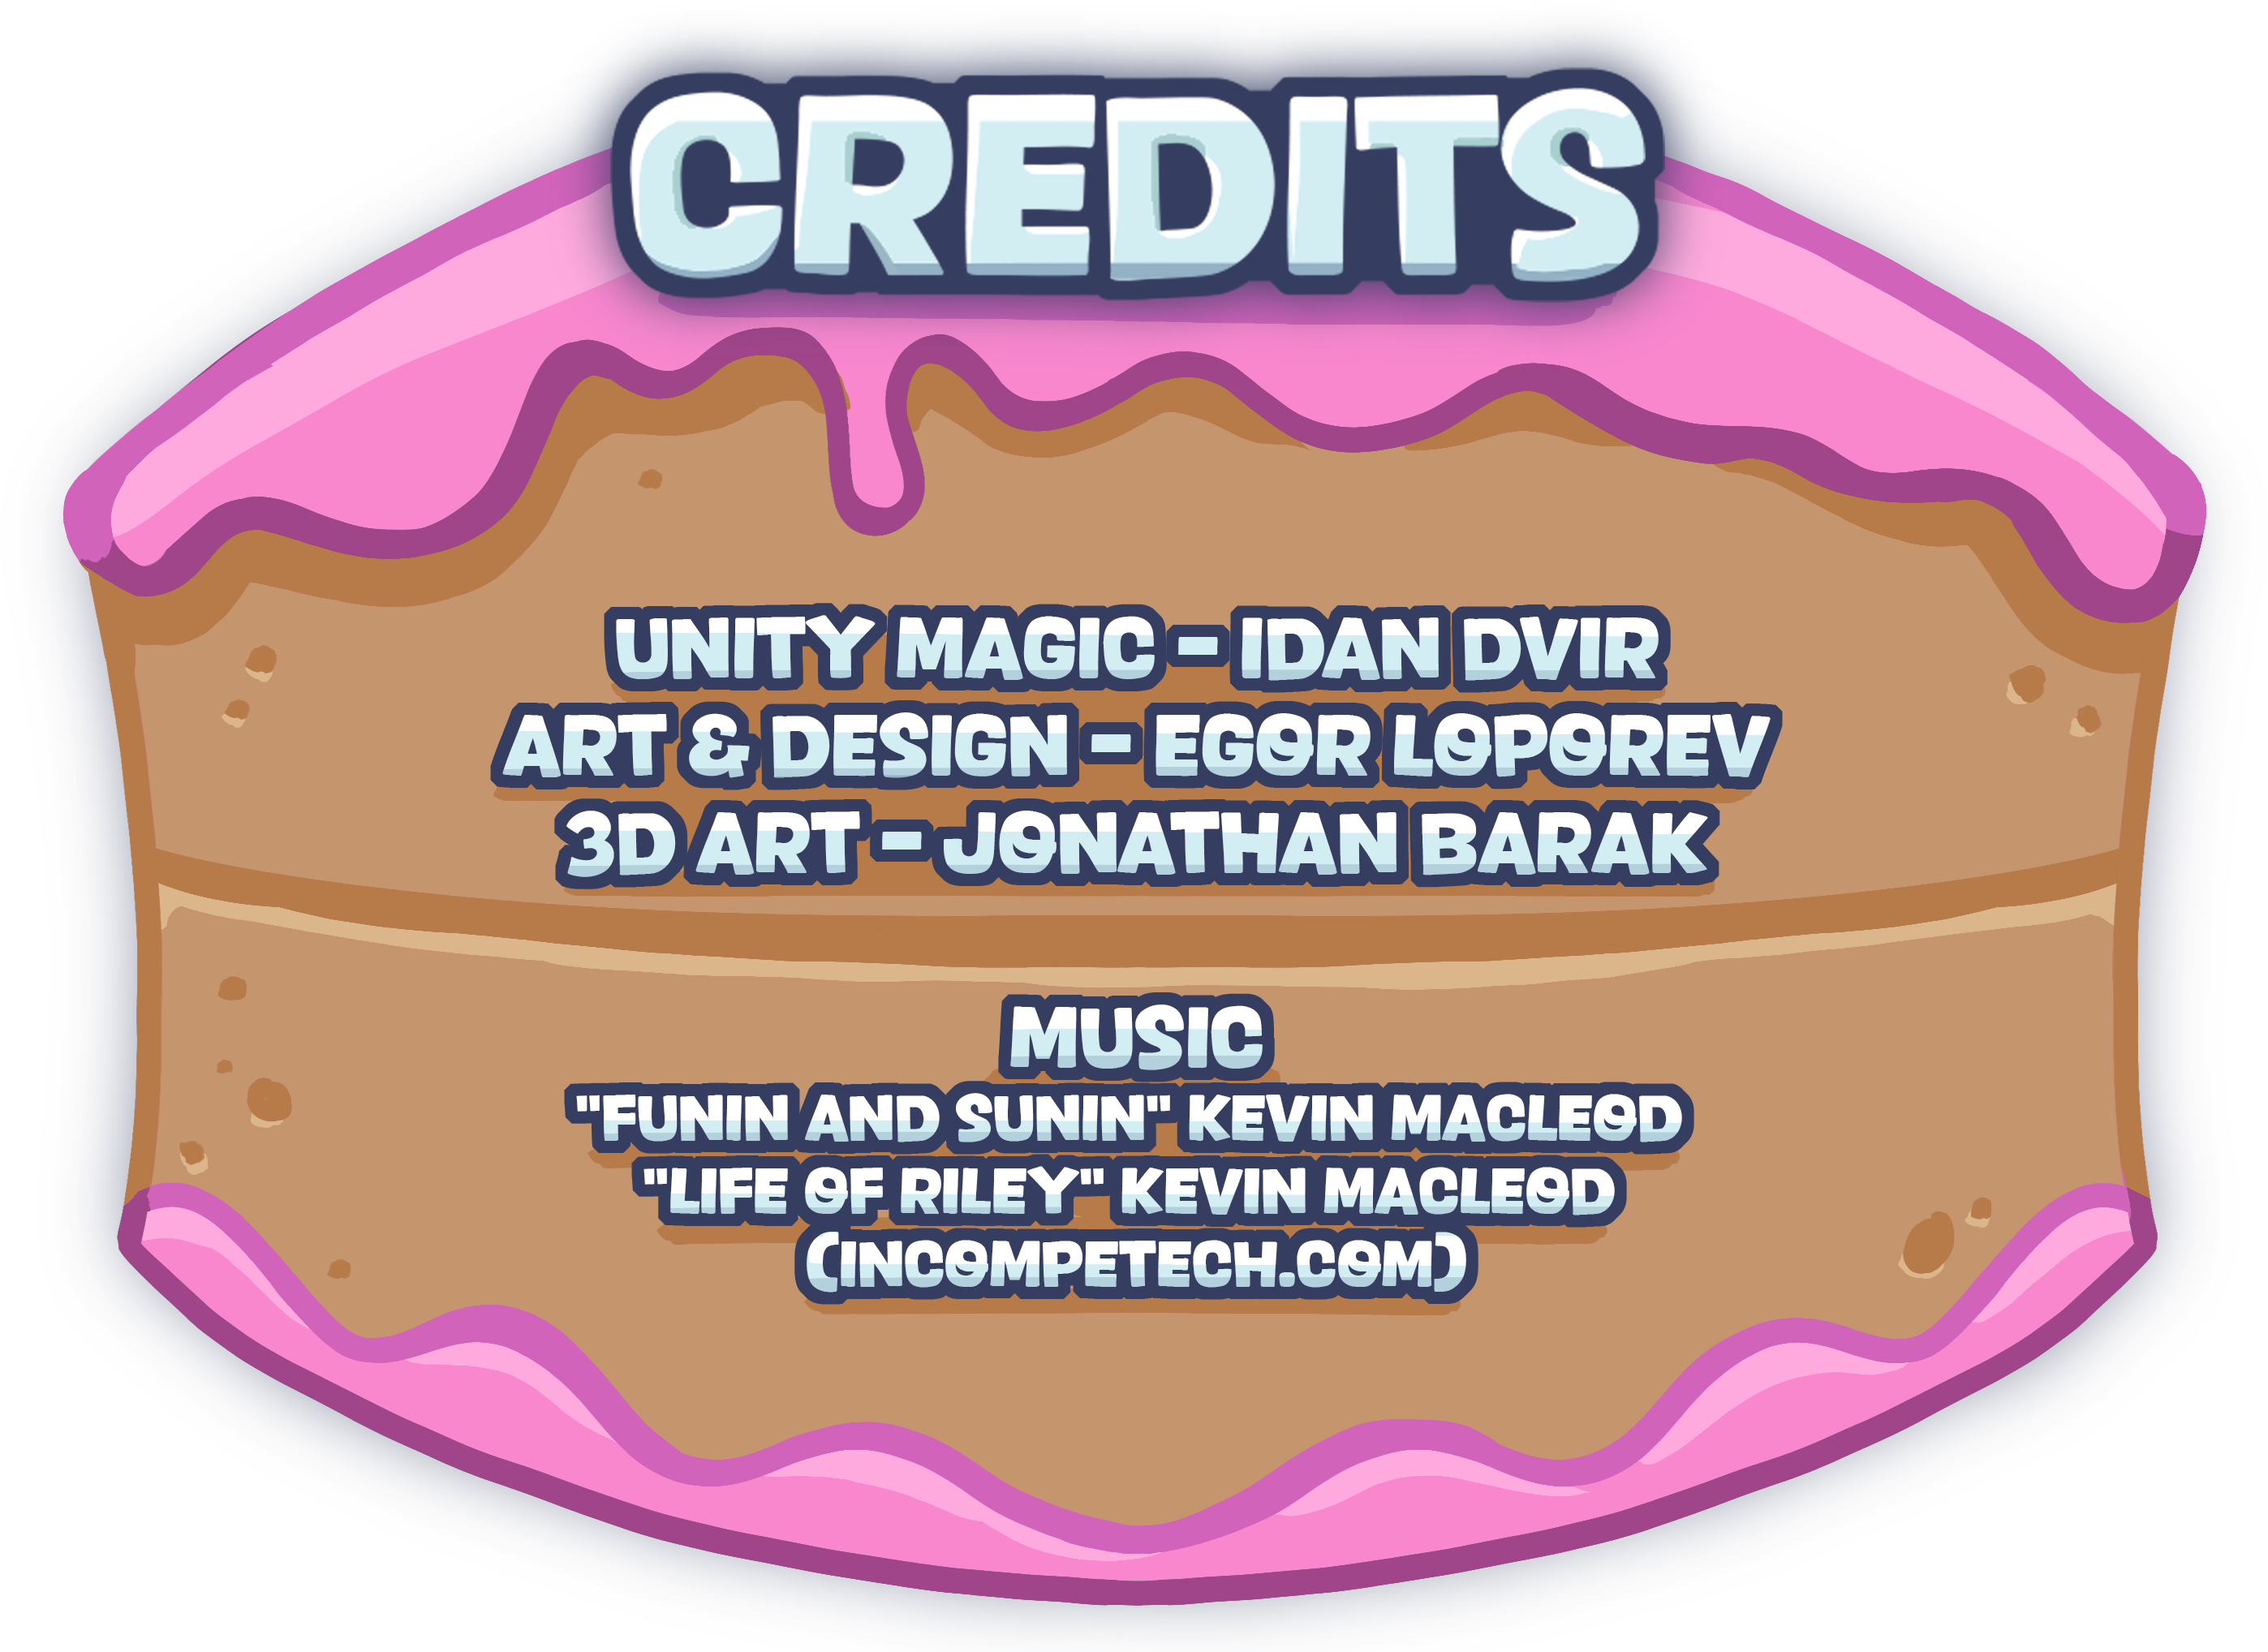 CREDITS
UNITY MAGIC - IDAN DVIR
ART & DESIGN - EGOR LOPOREV
3D ART - JONATHAN BARAK
MUSIC
"FUNIN AND SUNIN" KEVIN MACLEOD
"LIFE OF RILEY" KEVIN MACLEOD
(INCOMPETECH.COM)